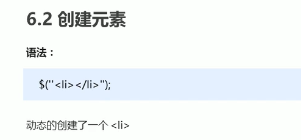 6.2 创建元素
语法：
$(''<li></li>'');
动态的创建了一个 <li>